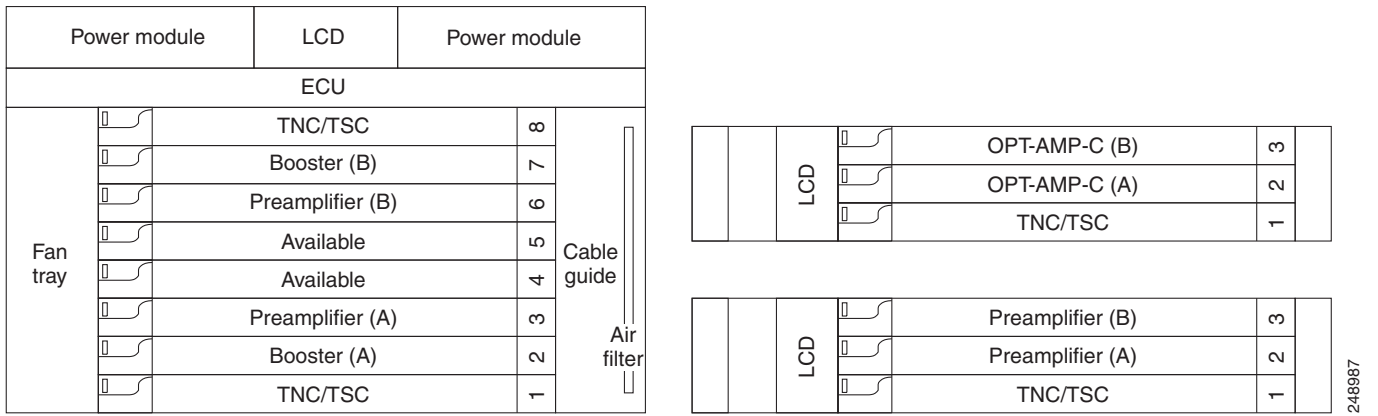 Power module LCD Power module
ECU
TNC/TSC 8
Booster (B) 7
Preamplifier (B) 6
Available 5
Available 4
Preamplifier (A) 3
Booster (A) 2
TNC/TSC 1
Fan
tray
Cable
guide
Air
filter
LCD
OPT-AMP-C (B) 3
OPT-AMP-C (A) 2
TNC/TSC 1
LCD
Preamplifier (B) 3
Preamplifier (A) 2
TNC/TSC 1
248987